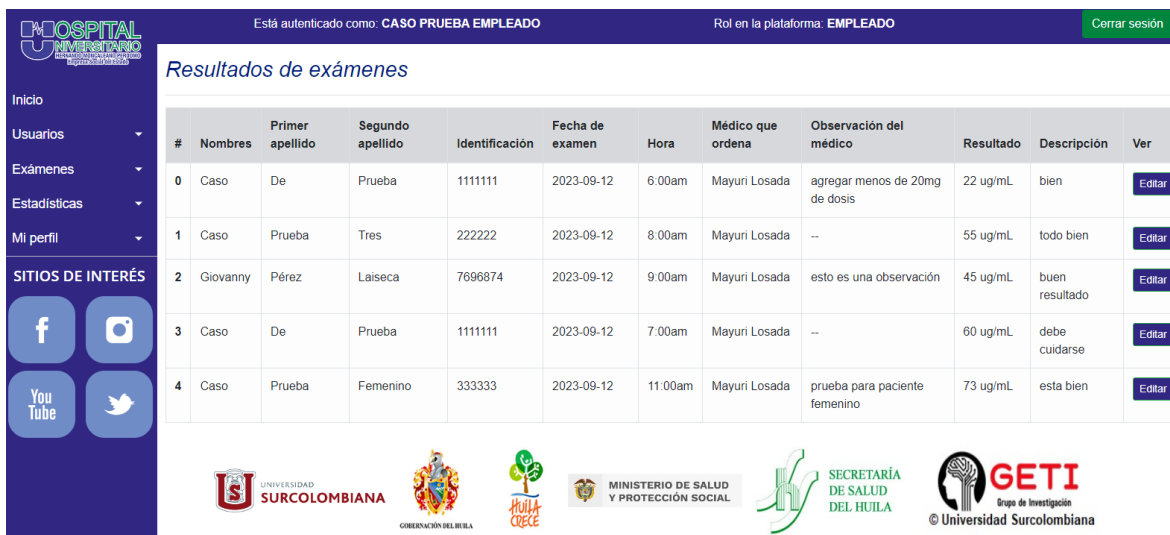 HOSPITAL
UNIVERSITARIO
HERNANDO MONCALEANO PERDOMO
Empresa Social del Estado
Está autenticado como: CASO PRUEBA EMPLEADO
Rol en la plataforma: EMPLEADO
Cerrar sesión
Inicio
Usuarios
Exámenes
Estadísticas
Mi perfil
SITIOS DE INTERÉS
You
Tube
Resultados de exámenes
# Nombres Primer apellido Segundo apellido Identificación Fecha de examen Hora Médico que ordena Observación del médico Resultado Descripción Ver
0 Caso De Prueba 1111111 2023-09-12 6:00am Mayuri Losada agregar menos de 20mg de dosis 22 ug/mL bien Editar
1 Caso Prueba Tres 222222 2023-09-12 8:00am Mayuri Losada -- 55 ug/mL todo bien Editar
2 Giovanny Pérez Laiseca 7696874 2023-09-12 9:00am Mayuri Losada esto es una observación 45 ug/mL buen resultado Editar
3 Caso De Prueba 1111111 2023-09-12 7:00am Mayuri Losada -- 60 ug/mL debe cuidarse Editar
4 Caso Prueba Femenino 333333 2023-09-12 11:00am Mayuri Losada prueba para paciente femenino 73 ug/mL esta bien Editar
UNIVERSIDAD
SURCOLOMBIANA
GOBERNACIÓN DEL HUILA
HUILA
CRECE
MINISTERIO DE SALUD
Y PROTECCIÓN SOCIAL
SECRETARÍA
DE SALUD
DEL HUILA
GETI
Grupo de Investigación
© Universidad Surcolombiana